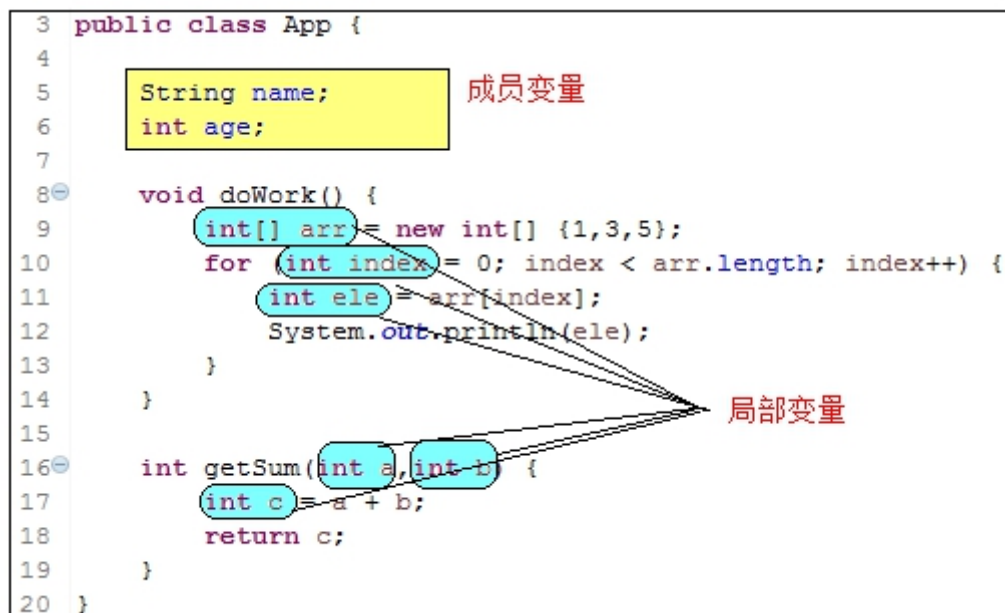 3 public class App {
4
5 String name; 成员变量
6 int age;
7
8 void doWork() {
9 int[] arr = new int[] {1,3,5};
10 for (int index = 0; index < arr.length; index++) {
11 int ele = arr[index];
12 System.out.println(ele);
13 }
14 }
局部变量
15
16 int getSum(int a,int b) {
17 int c = a + b;
18 return c;
19 }
20 }